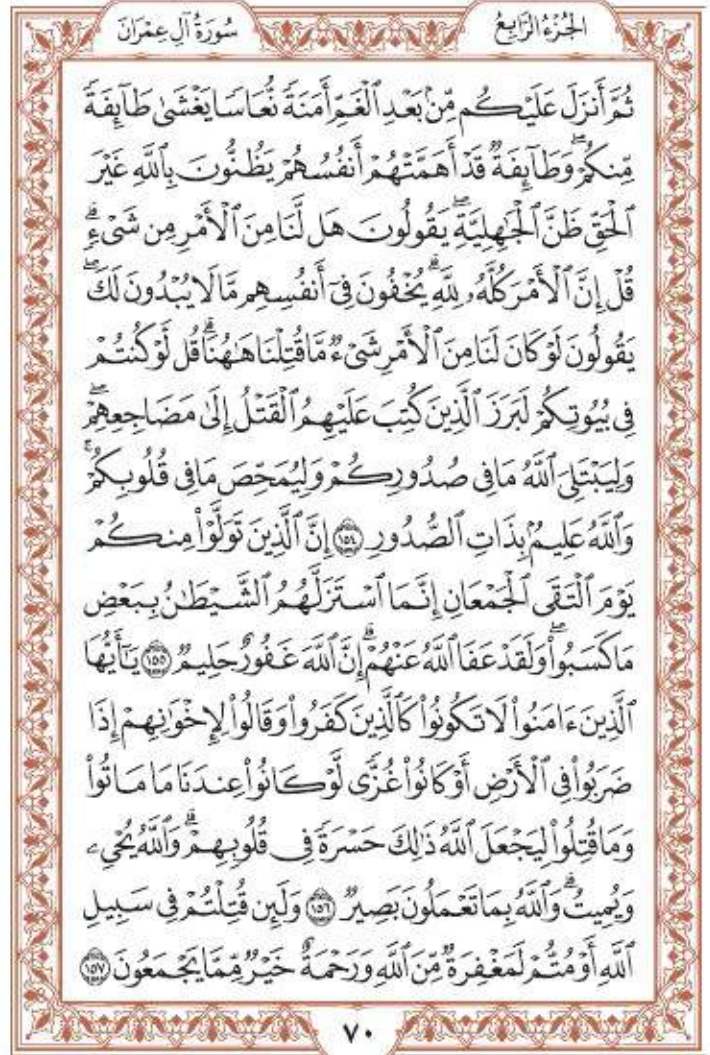 الجُزْءُ الرَّابِعُ
سُورَةُ آلِ عِمْرَانَ
ثُمَّ أَنزَلَ عَلَيْكُم مِّنۢ بَعْدِ ٱلْغَمِّ أَمَنَةً نُّعَاسًا يَغْشَىٰ طَآئِفَةً
مِّنكُمْۖ وَطَآئِفَةٌ قَدْ أَهَمَّتْهُمْ أَنفُسُهُمْ يَظُنُّونَ بِٱللَّهِ غَيْرَ
ٱلْحَقِّ ظَنَّ ٱلْجَٰهِلِيَّةِۖ يَقُولُونَ هَل لَّنَا مِنَ ٱلْأَمْرِ مِن شَىْءٍۗ
قُلْ إِنَّ ٱلْأَمْرَ كُلَّهُۥ لِلَّهِۗ يُخْفُونَ فِىٓ أَنفُسِهِم مَّا لَا يُبْدُونَ لَكَۖ
يَقُولُونَ لَوْ كَانَ لَنَا مِنَ ٱلْأَمْرِ شَىْءٌ مَّا قُتِلْنَا هَٰهُنَاۗ قُل لَّوْ كُنتُمْ
فِى بُيُوتِكُمْ لَبَرَزَ ٱلَّذِينَ كُتِبَ عَلَيْهِمُ ٱلْقَتْلُ إِلَىٰ مَضَاجِعِهِمْۖ
وَلِيَبْتَلِىَ ٱللَّهُ مَا فِى صُدُورِكُمْ وَلِيُمَحِّصَ مَا فِى قُلُوبِكُمْۚ
وَٱللَّهُ عَلِيمٌۢ بِذَاتِ ٱلصُّدُورِ ١٥٤ إِنَّ ٱلَّذِينَ تَوَلَّوْا۟ مِنكُمْ
يَوْمَ ٱلْتَقَى ٱلْجَمْعَانِ إِنَّمَا ٱسْتَزَلَّهُمُ ٱلشَّيْطَٰنُ بِبَعْضِ
مَا كَسَبُوا۟ۖ وَلَقَدْ عَفَا ٱللَّهُ عَنْهُمْۗ إِنَّ ٱللَّهَ غَفُورٌ حَلِيمٌ ١٥٥ يَٰٓأَيُّهَا
ٱلَّذِينَ ءَامَنُوا۟ لَا تَكُونُوا۟ كَٱلَّذِينَ كَفَرُوا۟ وَقَالُوا۟ لِإِخْوَٰنِهِمْ إِذَا
ضَرَبُوا۟ فِى ٱلْأَرْضِ أَوْ كَانُوا۟ غُزًّى لَّوْ كَانُوا۟ عِندَنَا مَا مَاتُوا۟
وَمَا قُتِلُوا۟ لِيَجْعَلَ ٱللَّهُ ذَٰلِكَ حَسْرَةً فِى قُلُوبِهِمْۗ وَٱللَّهُ يُحْىِۦ
وَيُمِيتُۗ وَٱللَّهُ بِمَا تَعْمَلُونَ بَصِيرٌ ١٥٦ وَلَئِن قُتِلْتُمْ فِى سَبِيلِ
ٱللَّهِ أَوْ مُتُّمْ لَمَغْفِرَةٌ مِّنَ ٱللَّهِ وَرَحْمَةٌ خَيْرٌ مِّمَّا يَجْمَعُونَ ١٥٧
٧٠